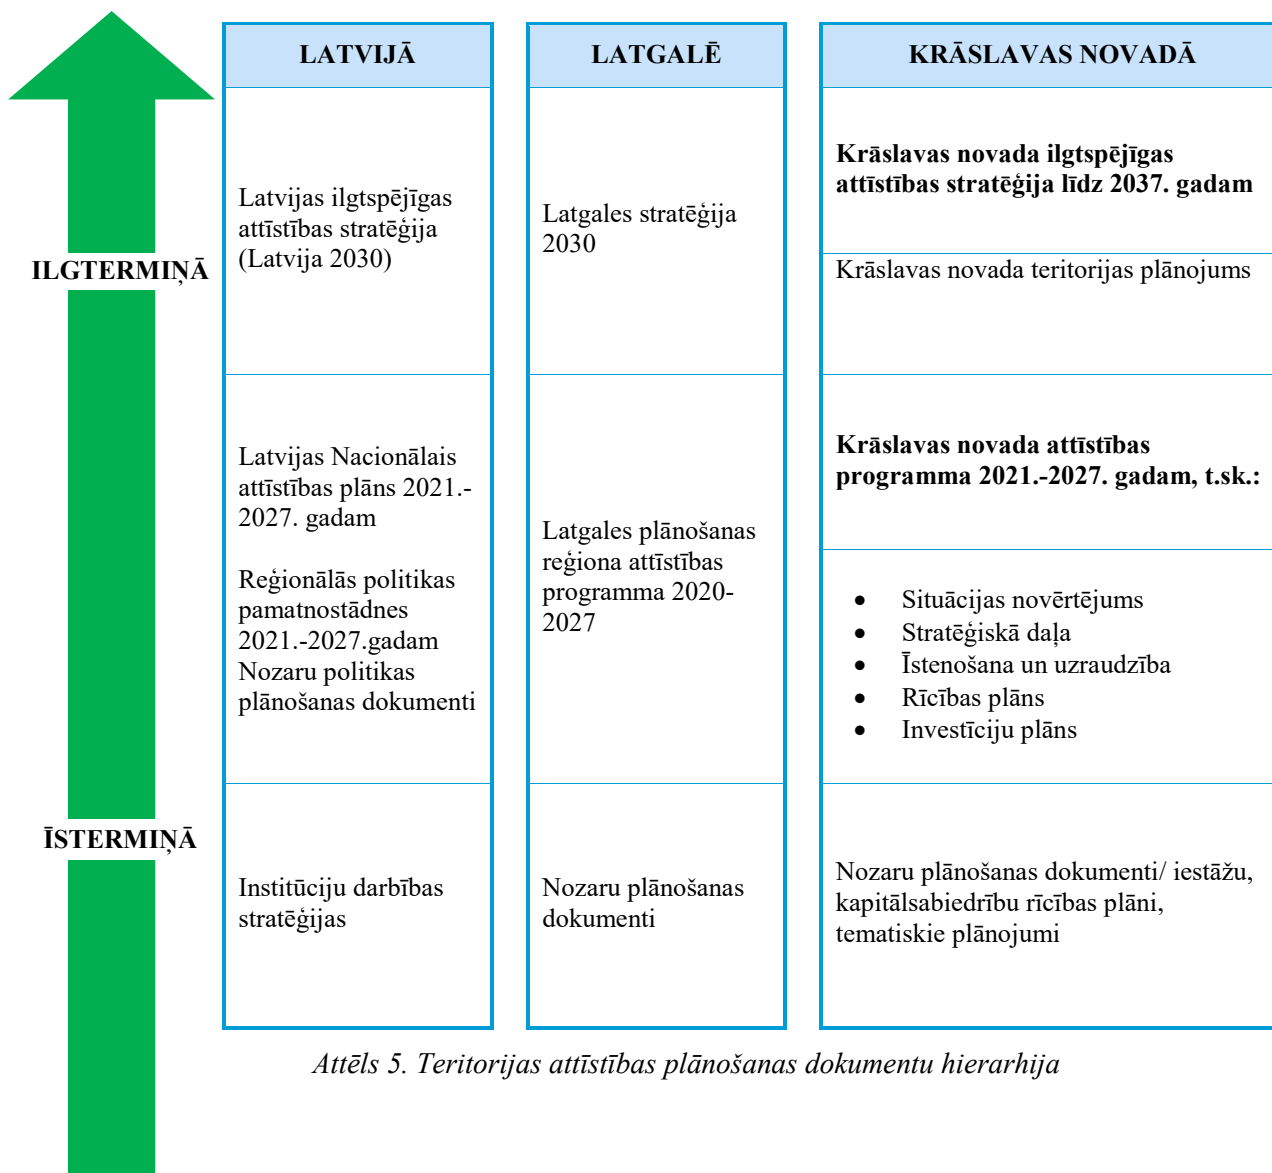 LATVIJĀ
LATGALĒ
KRĀSLAVAS NOVADĀ
ILGTERMIŅĀ
Latvijas ilgtspējīgas
attīstības stratēģija
(Latvija 2030)
Latgales stratēģija
2030
Krāslavas novada ilgtspējīgas
attīstības stratēģija līdz 2037. gadam
Krāslavas novada teritorijas plānojums
Latvijas Nacionālais
attīstības plāns 2021.-
2027. gadam
Reģionālās politikas
pamatnostādnes
2021.-2027.gadam
Nozaru politikas
plānošanas dokumenti
Latgales plānošanas
reģiona attīstības
programma 2020-
2027
Krāslavas novada attīstības
programma 2021.-2027. gadam, t.sk.:
• Situācijas novērtējums
• Stratēģiskā daļa
• Īstenošana un uzraudzība
• Rīcības plāns
• Investīciju plāns
ĪSTERMIŅĀ
Institūciju darbības
stratēģijas
Nozaru plānošanas
dokumenti
Nozaru plānošanas dokumenti/ iestāžu,
kapitālsabiedrību rīcības plāni,
tematiskie plānojumi
Attēls 5. Teritorijas attīstības plānošanas dokumentu hierarhija